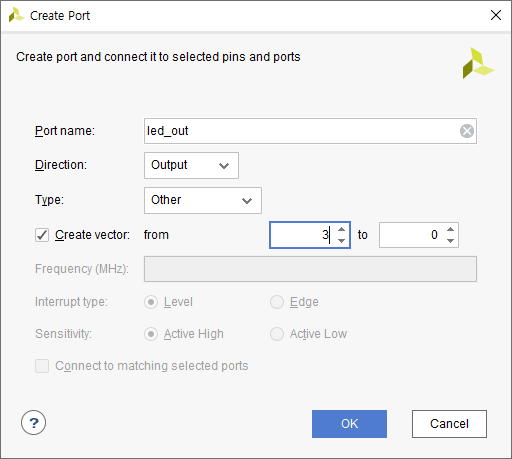 Create Port
Create port and connect it to selected pins and ports
Port name: led_out
Direction: Output
Type: Other
Create vector: from 3 to 0
Frequency (MHz):
Interrupt type: Level Edge
Sensitivity: Active High Active Low
Connect to matching selected ports
? OK Cancel